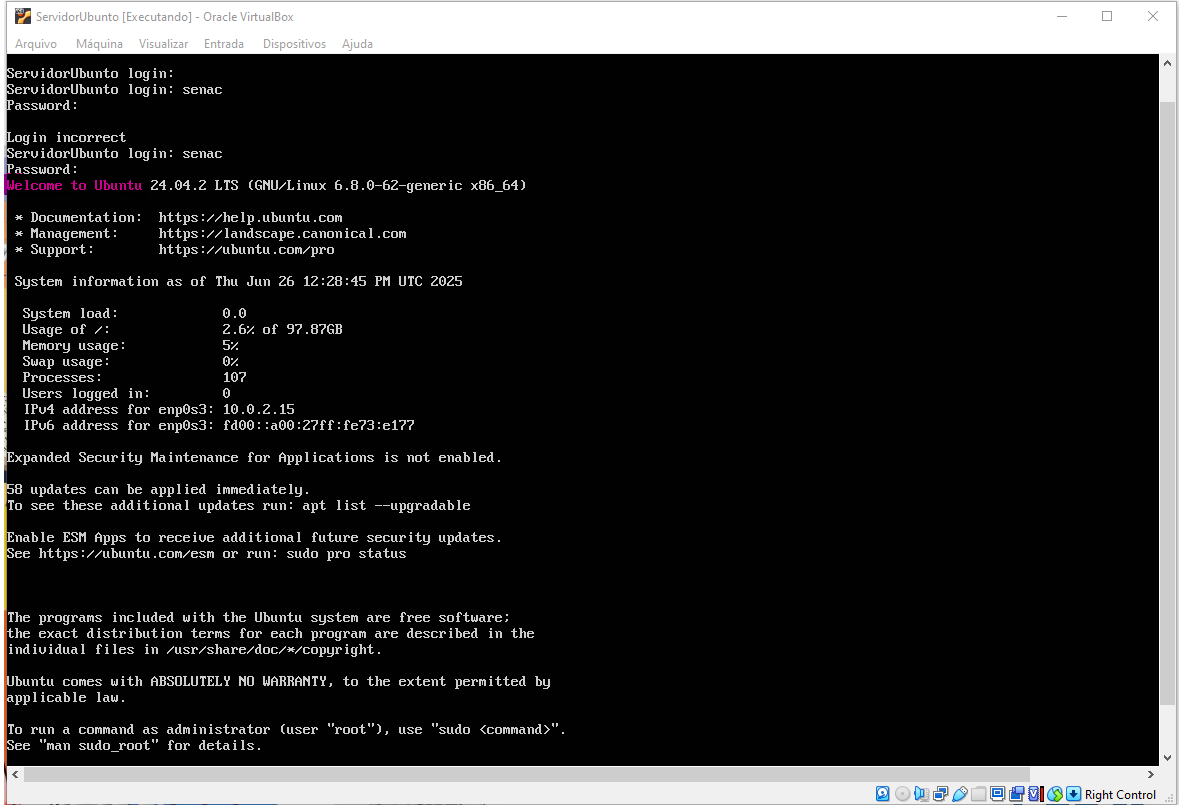 ServidorUbunto [Executando] - Oracle VirtualBox
Arquivo Máquina Visualizar Entrada Dispositivos Ajuda
ServidorUbunto login:
ServidorUbunto login: senac
Password:
Login incorrect
ServidorUbunto login: senac
Password:
Welcome to Ubuntu 24.04.2 LTS (GNU/Linux 6.8.0-62-generic x86_64)
* Documentation:  https://help.ubuntu.com
* Management:     https://landscape.canonical.com
* Support:        https://ubuntu.com/pro
System information as of Thu Jun 26 12:28:45 PM UTC 2025
System load:             0.0
Usage of /:              2.6% of 97.87GB
Memory usage:            5%
Swap usage:              0%
Processes:               107
Users logged in:         0
IPv4 address for enp0s3: 10.0.2.15
IPv6 address for enp0s3: fd00::a00:27ff:fe73:e177
Expanded Security Maintenance for Applications is not enabled.
58 updates can be applied immediately.
To see these additional updates run: apt list --upgradable
Enable ESM Apps to receive additional future security updates.
See https://ubuntu.com/esm or run: sudo pro status
The programs included with the Ubuntu system are free software;
the exact distribution terms for each program are described in the
individual files in /usr/share/doc/*/copyright.
Ubuntu comes with ABSOLUTELY NO WARRANTY, to the extent permitted by
applicable law.
To run a command as administrator (user "root"), use "sudo <command>".
See "man sudo_root" for details.
Right Control